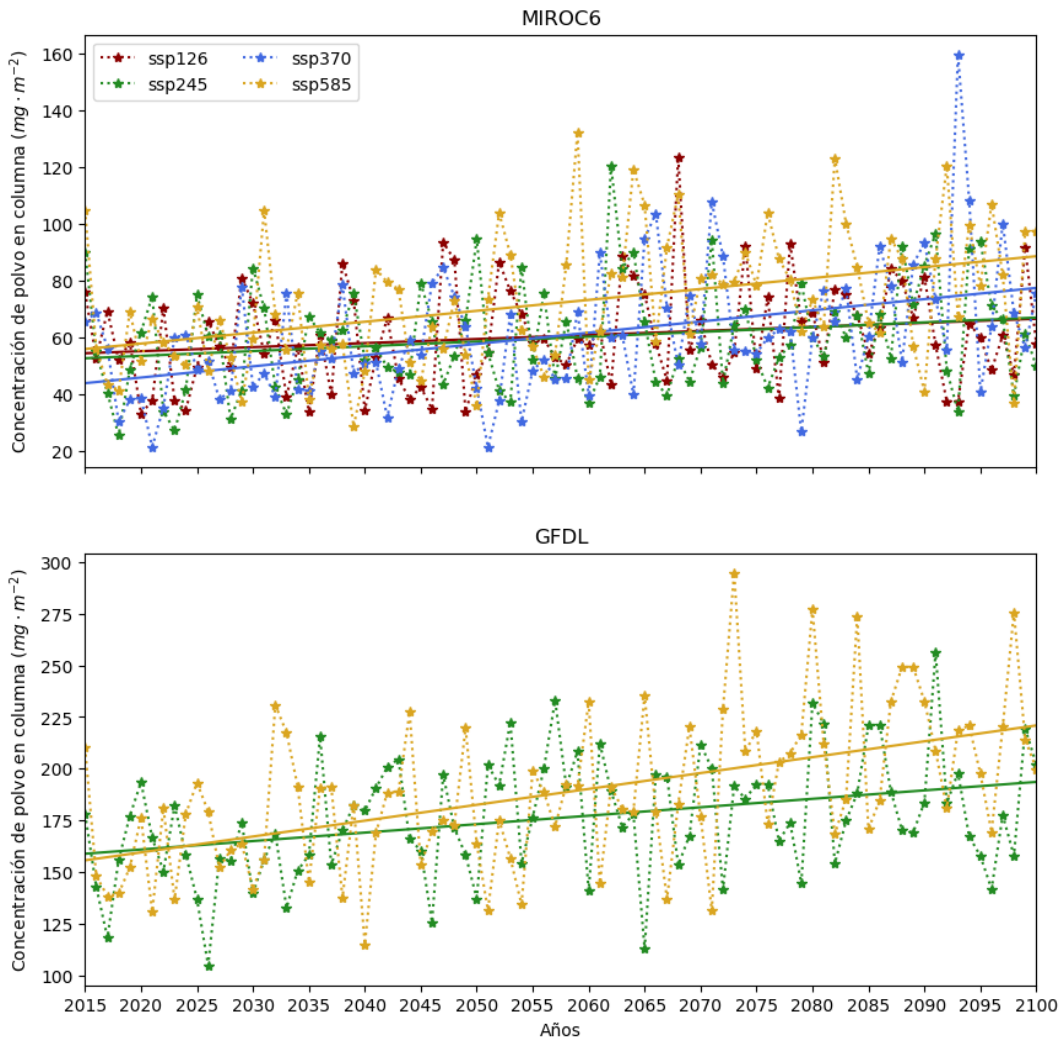 MIROC6
Concentración de polvo en columna (mg · m⁻²)
160
140
120
100
80
60
40
20
ssp126
ssp245
ssp370
ssp585
GFDL
Concentración de polvo en columna (mg · m⁻²)
300
275
250
225
200
175
150
125
100
2015 2020 2025 2030 2035 2040 2045 2050 2055 2060 2065 2070 2075 2080 2085 2090 2095 2100
Años